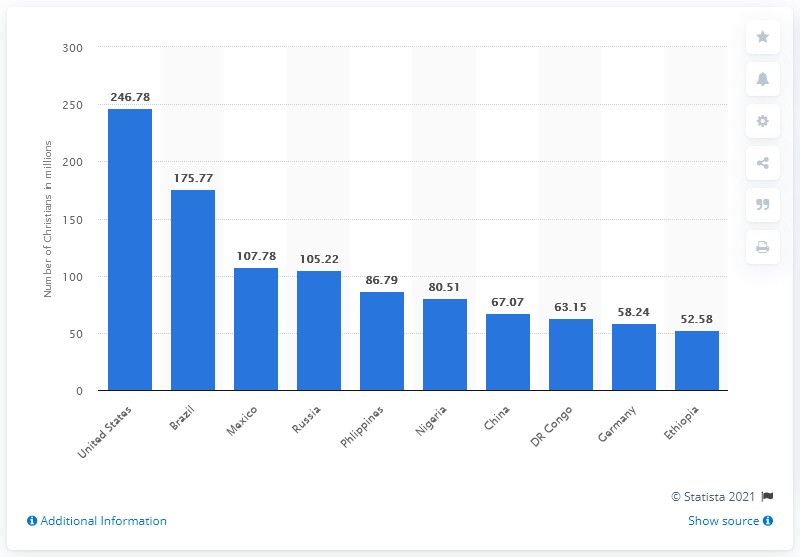 Number of Christians in millions
300
250
200
150
100
50
0
246.78
175.77
107.78
105.22
86.79
80.51
67.07
63.15
58.24
52.58
United States
Brazil
Mexico
Russia
Phlippines
Nigeria
China
DR Congo
Germany
Ethiopia
© Statista 2021
Additional Information
Show source